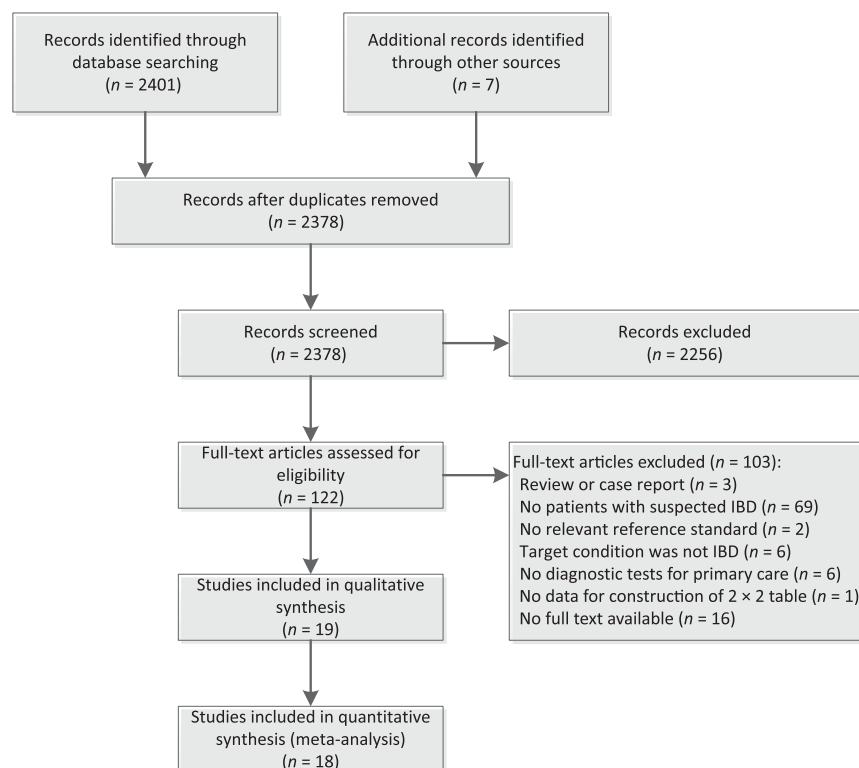 Records identified through
database searching
(n = 2401)
Additional records identified
through other sources
(n = 7)
Records after duplicates removed
(n = 2378)
Records screened
(n = 2378)
Records excluded
(n = 2256)
Full-text articles assessed for
eligibility
(n = 122)
Full-text articles excluded (n = 103):
Review or case report (n = 3)
No patients with suspected IBD (n = 69)
No relevant reference standard (n = 2)
Target condition was not IBD (n = 6)
No diagnostic tests for primary care (n = 6)
No data for construction of 2 × 2 table (n = 1)
No full text available (n = 16)
Studies included in qualitative
synthesis
(n = 19)
Studies included in quantitative
synthesis (meta-analysis)
(n = 18)